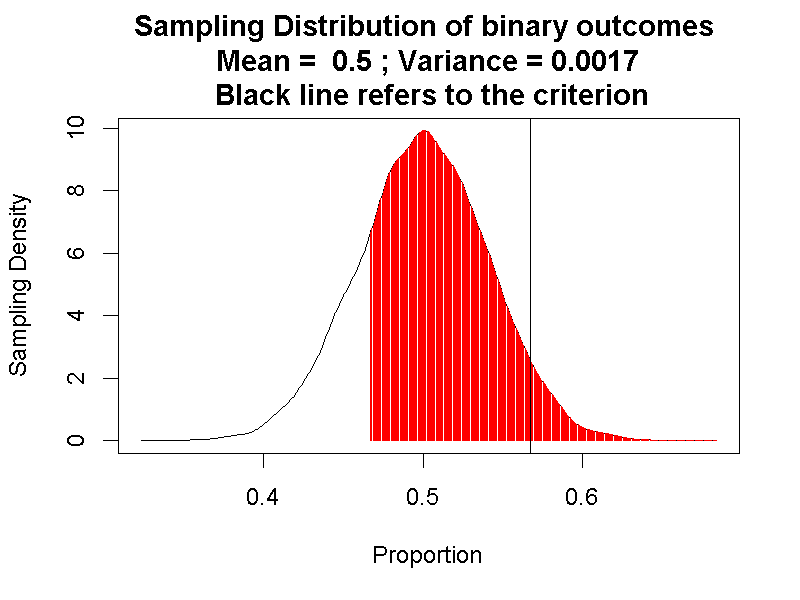 Sampling Distribution of binary outcomes
Mean =  0.5 ; Variance = 0.0017
Black line refers to the criterion
10
8
6
4
2
0
Sampling Density
0.4
0.5
0.6
Proportion